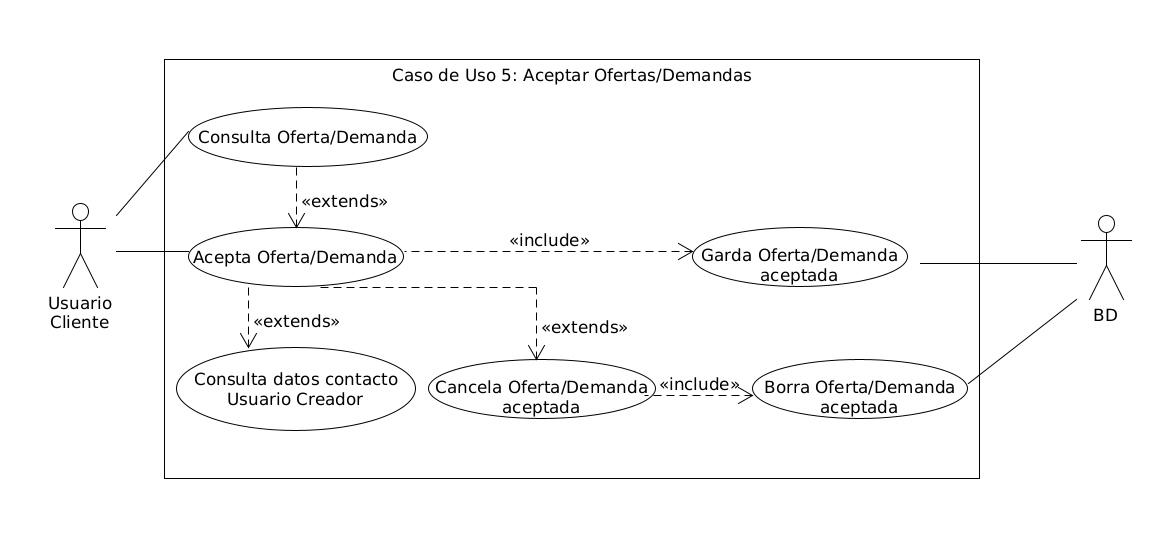 Caso de Uso 5: Aceptar Ofertas/Demandas
Consulta Oferta/Demanda
«extends»
Usuario
Cliente
Acepta Oferta/Demanda
«include»
Garda Oferta/Demanda
aceptada
BD
«extends»
«extends»
Consulta datos contacto
Usuario Creador
Cancela Oferta/Demanda
aceptada
«include»
Borra Oferta/Demanda
aceptada